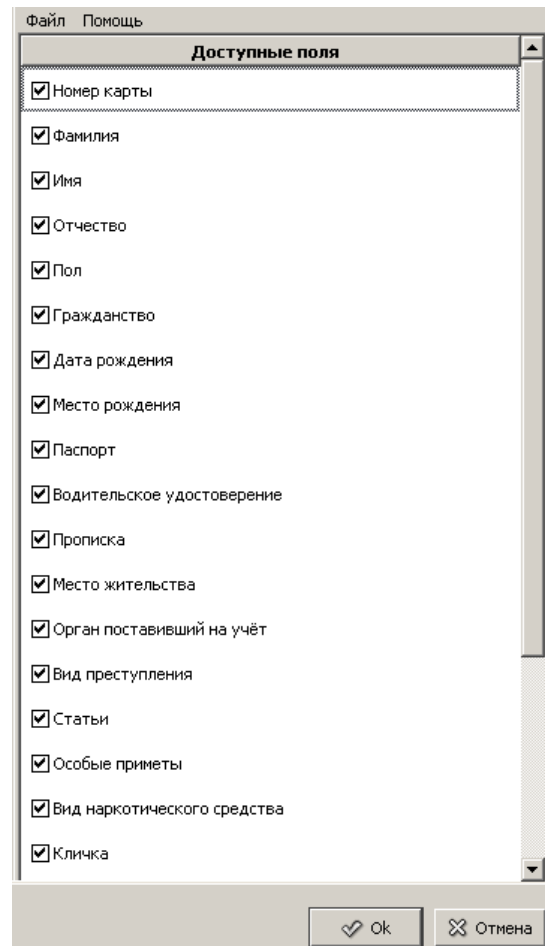 Файл Помощь
Доступные поля
Номер карты
Фамилия
Имя
Отчество
Пол
Гражданство
Дата рождения
Место рождения
Паспорт
Водительское удостоверение
Прописка
Место жительства
Орган поставивший на учёт
Вид преступления
Статьи
Особые приметы
Вид наркотического средства
Кличка
Ok Отмена